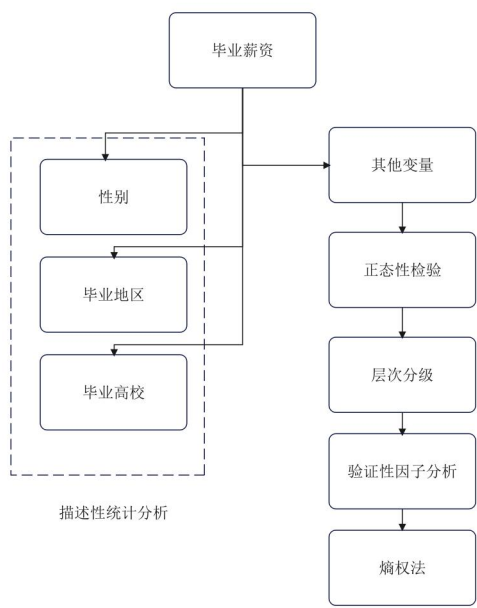 毕业薪资
性别
毕业地区
毕业高校
描述性统计分析
其他变量
正态性检验
层次分级
验证性因子分析
熵权法